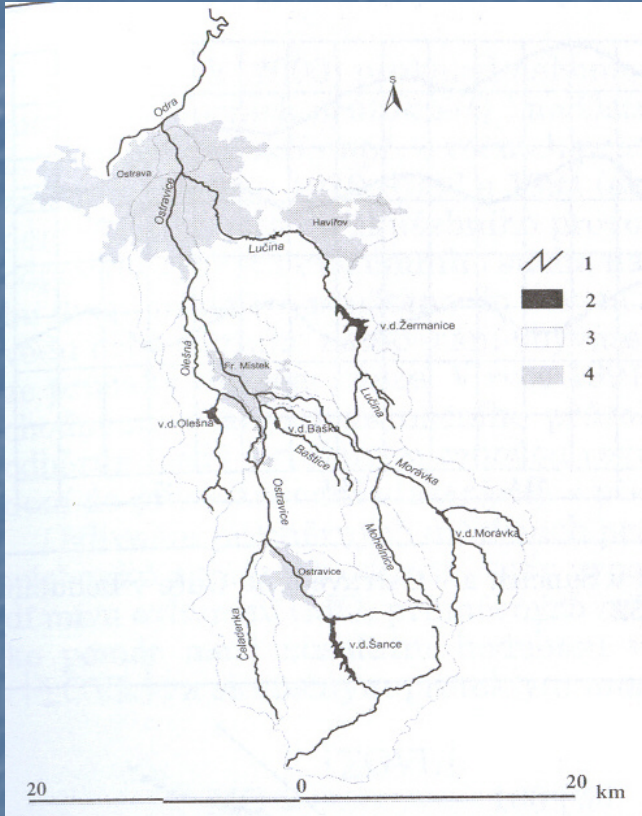 S
Odra
Ostrava
Ostravice
Havířov
Lučina
1
2
v.d.Žermanice
3
Olešná
Fr. Místek
4
Lučina
v.d.Olešná
v.d.Baška
Baštice
Morávka
Ostravice
v.d.Morávka
Mohelnice
Ostravice
Čeladenka
v.d.Šance
20 0 20 km